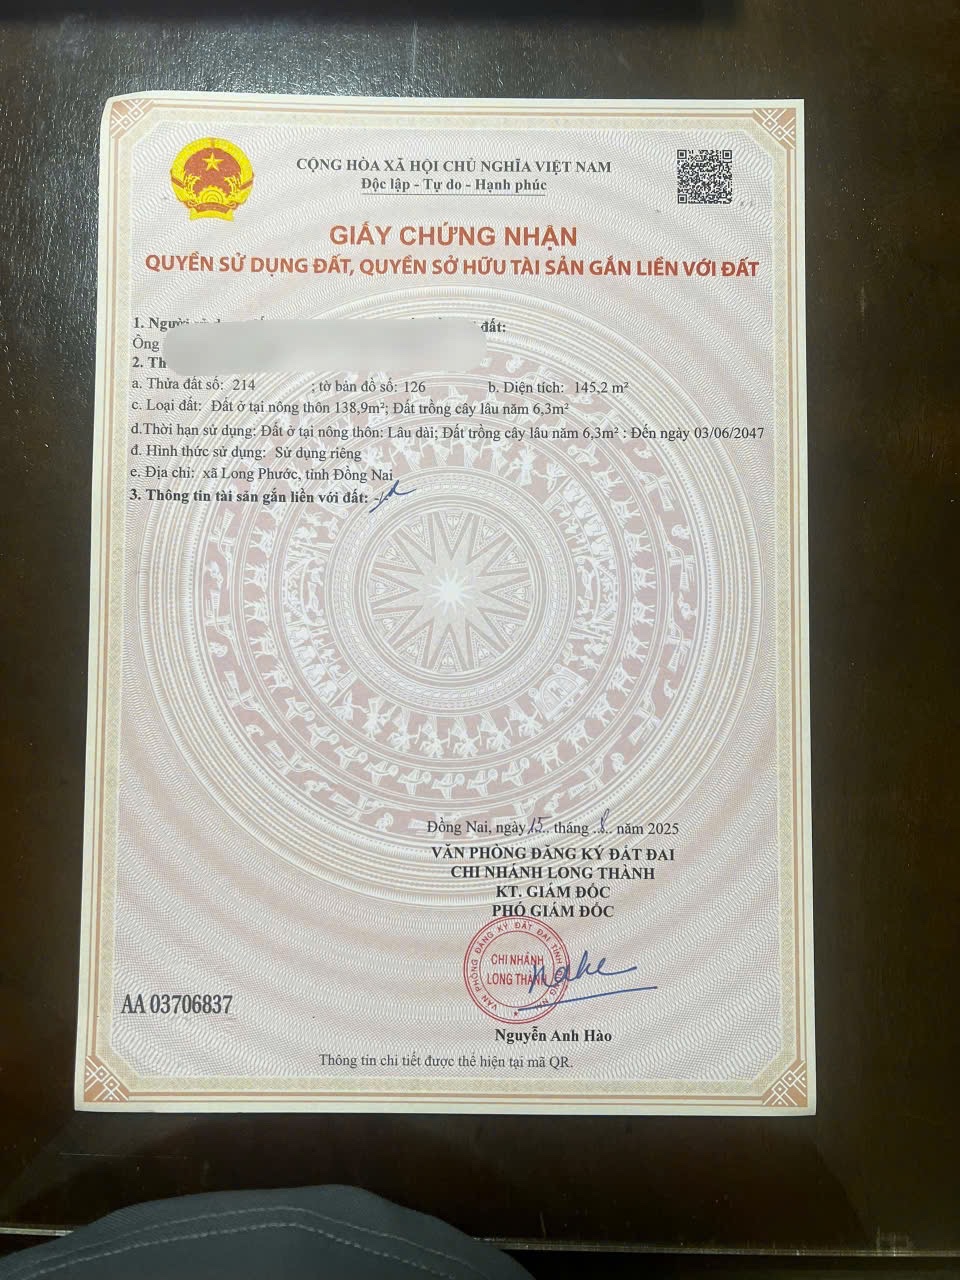 CỘNG HÒA XÃ HỘI CHỦ NGHĨA VIỆT NAM
Độc lập - Tự do - Hạnh phúc
GIẤY CHỨNG NHẬN
QUYỀN SỬ DỤNG ĐẤT, QUYỀN SỞ HỮU TÀI SẢN GẮN LIỀN VỚI ĐẤT
1. Người đất:
Ông
2. Th
a. Thửa đất số: 214 ; tờ bản đồ số: 126 b. Diện tích: 145,2 m²
c. Loại đất: Đất ở tại nông thôn 138,9m²; Đất trồng cây lâu năm 6,3m²
d.Thời hạn sử dụng: Đất ở tại nông thôn: Lâu dài; Đất trồng cây lâu năm 6,3m² : Đến ngày 03/06/2047
đ. Hình thức sử dụng: Sử dụng riêng
e. Địa chỉ: xã Long Phước, tỉnh Đồng Nai
3. Thông tin tài sản gắn liền với đất: -/-
Đồng Nai, ngày 15 tháng 8 năm 2025
VĂN PHÒNG ĐĂNG KÝ ĐẤT ĐAI
CHI NHÁNH LONG THÀNH
KT. GIÁM ĐỐC
PHÓ GIÁM ĐỐC
VĂN PHÒNG ĐĂNG KÝ ĐẤT ĐAI TỈNH
CHI NHÁNH
LONG THÀNH
Nguyễn Anh Hào
AA 03706837
Thông tin chi tiết được thể hiện tại mã QR.